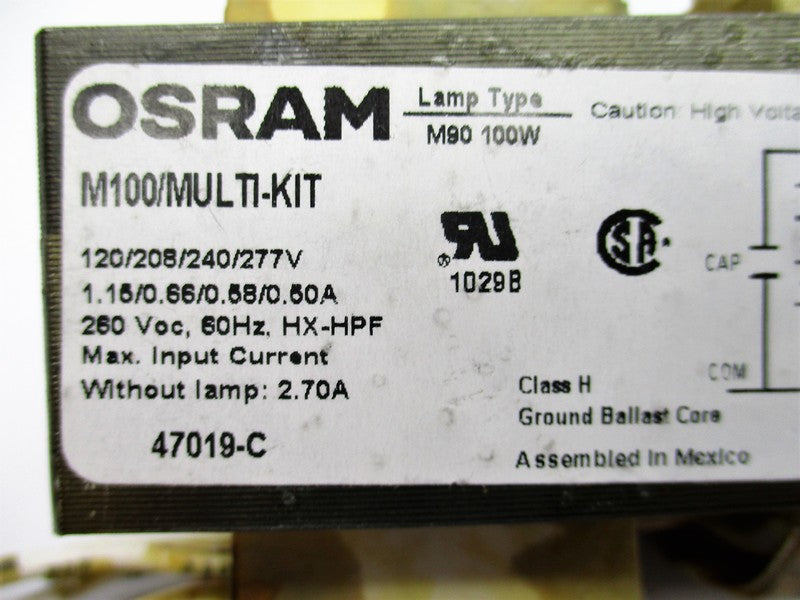 OSRAM
Lamp Type
M90 100W
Caution: High Volta
M100/MULTI-KIT
120/208/240/277V
1.15/0.66/0.58/0.50A
260 Voc, 60Hz, HX-HPF
Max. Input Current
Without lamp: 2.70A
47019-C
RU
®
1029B
SA
CAP
COM
Class H
Ground Ballast Core
Assembled in Mexico